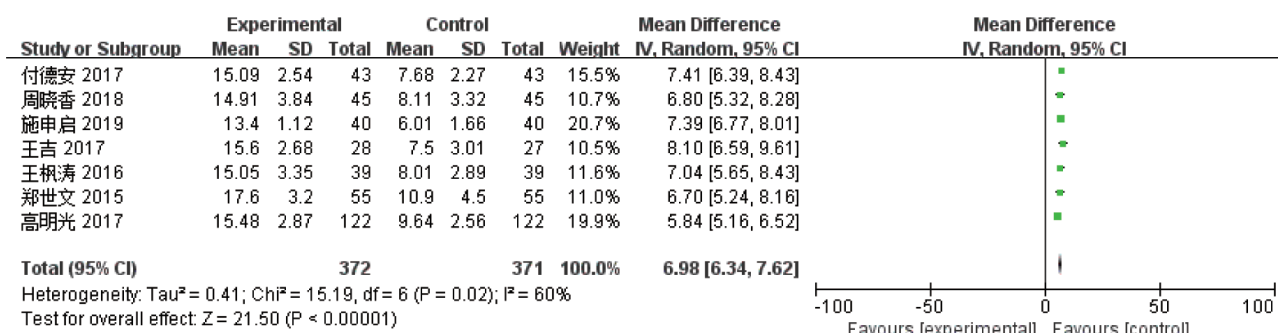 Experimental Control Mean Difference Mean Difference
Study or Subgroup Mean SD Total Mean SD Total Weight IV, Random, 95% CI IV, Random, 95% CI
付德安 2017 15.09 2.54 43 7.68 2.27 43 15.5% 7.41 [6.39, 8.43]
周晓香 2018 14.91 3.84 45 8.11 3.32 45 10.7% 6.80 [5.32, 8.28]
施申启 2019 13.4 1.12 40 6.01 1.66 40 20.7% 7.39 [6.77, 8.01]
王吉 2017 15.6 2.68 28 7.5 3.01 27 10.5% 8.10 [6.59, 9.61]
王枫涛 2016 15.05 3.35 39 8.01 2.89 39 11.6% 7.04 [5.65, 8.43]
郑世文 2015 17.6 3.2 55 10.9 4.5 55 11.0% 6.70 [5.24, 8.16]
高明光 2017 15.48 2.87 122 9.64 2.56 122 19.9% 5.84 [5.16, 6.52]
Total (95% CI) 372 371 100.0% 6.98 [6.34, 7.62]
Heterogeneity: Tau² = 0.41; Chi² = 15.19, df = 6 (P = 0.02); I² = 60%
Test for overall effect: Z = 21.50 (P < 0.00001)
-100 -50 0 50 100
Favours [experimental] Favours [control]